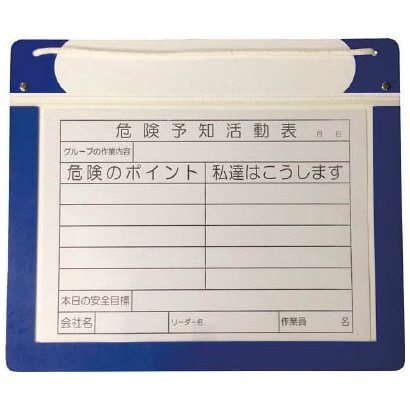 危険予知活動表 月 日
グループの作業内容
危険のポイント 私達はこうします
本日の安全目標
会社名 リーダー名 作業員 名